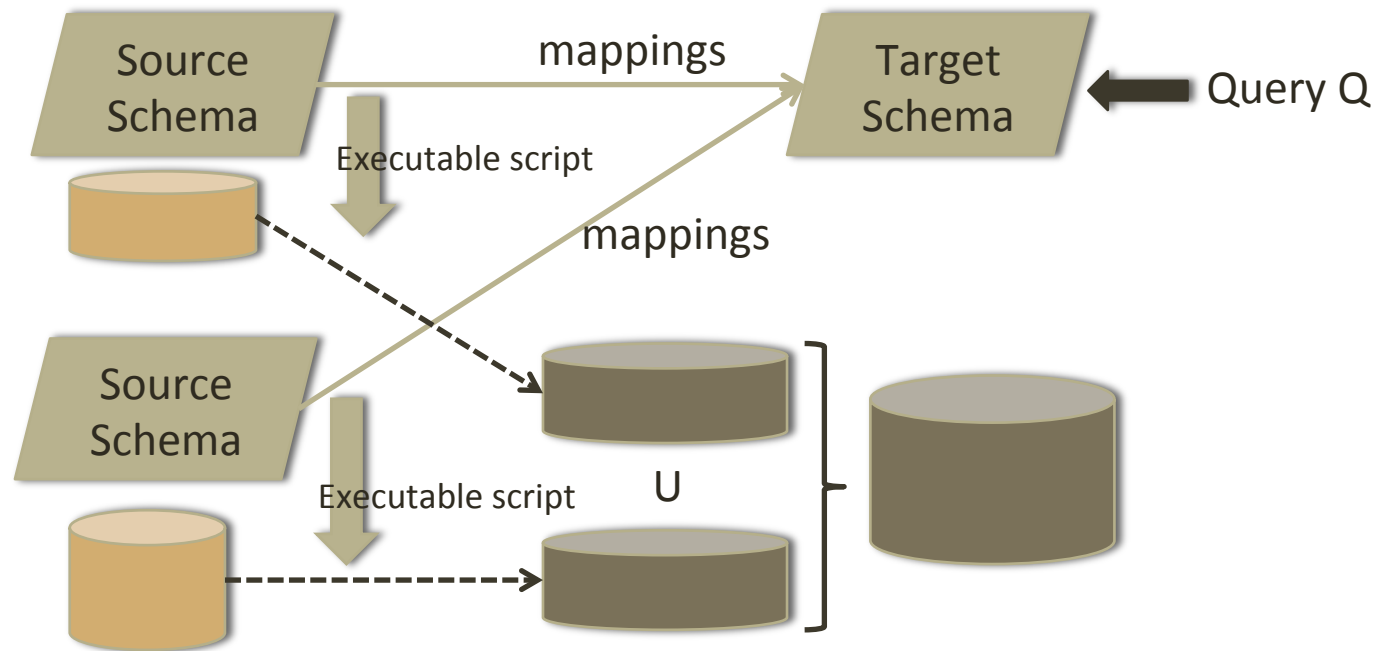 Source
Schema
mappings
Target
Schema
Query Q
Executable script
mappings
Source
Schema
Executable script
U